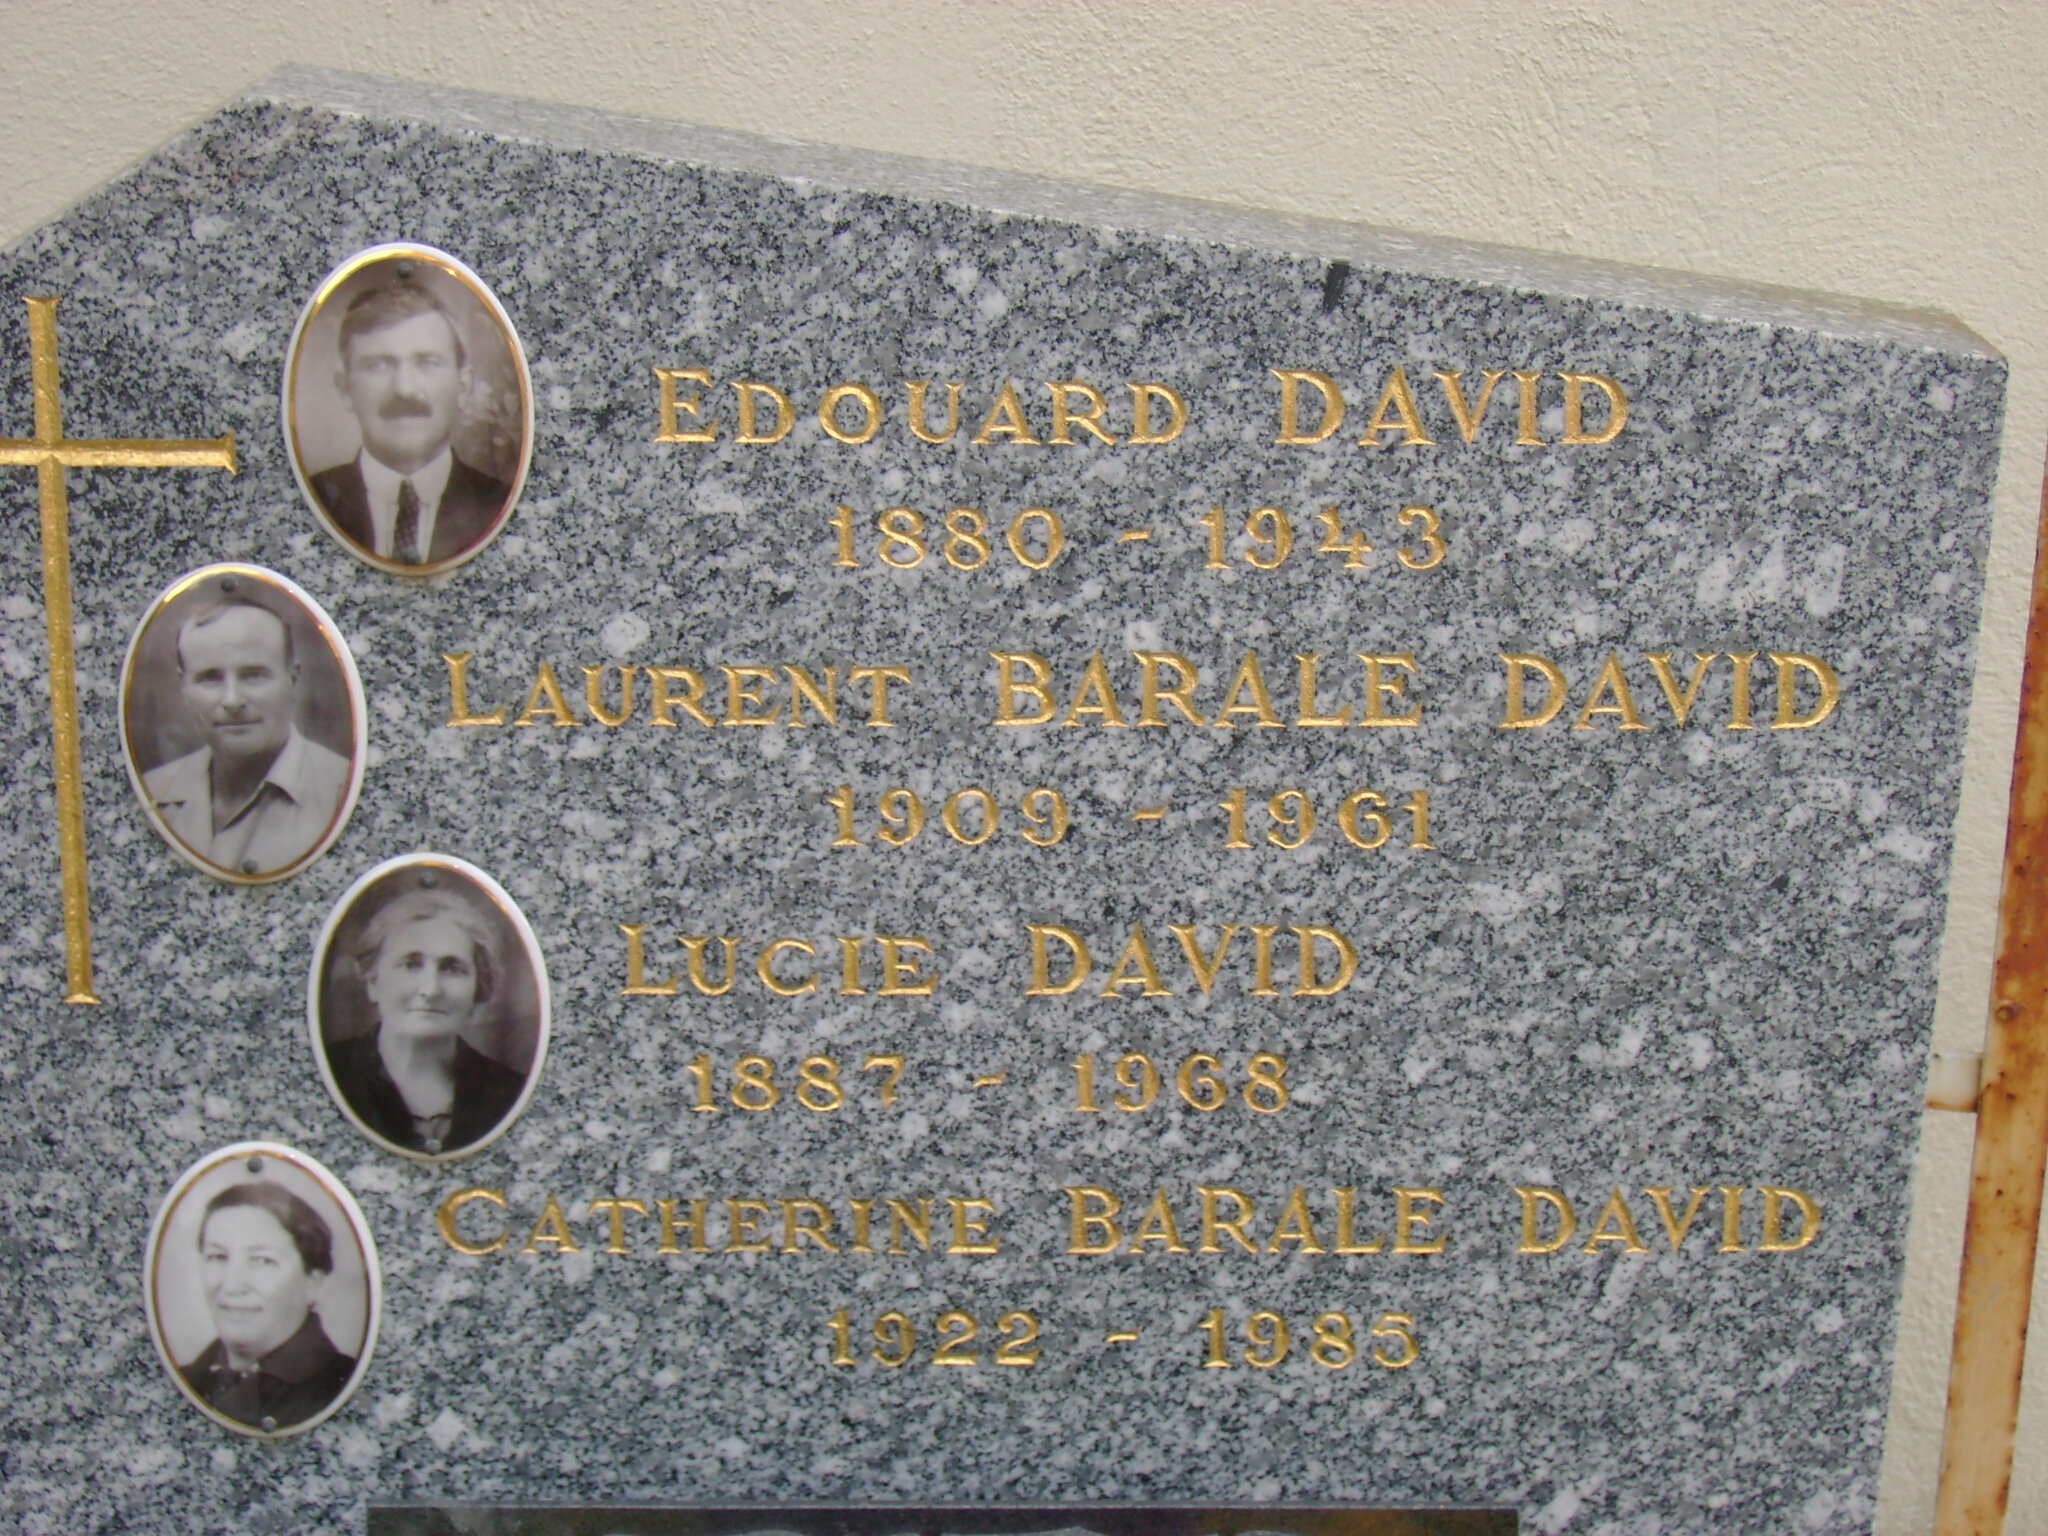 EDOUARD DAVID
1880 - 1943
LAURENT BARALE DAVID
1909 - 1961
LUCIE DAVID
1887 - 1968
CATHERINE BARALE DAVID
1922 - 1985